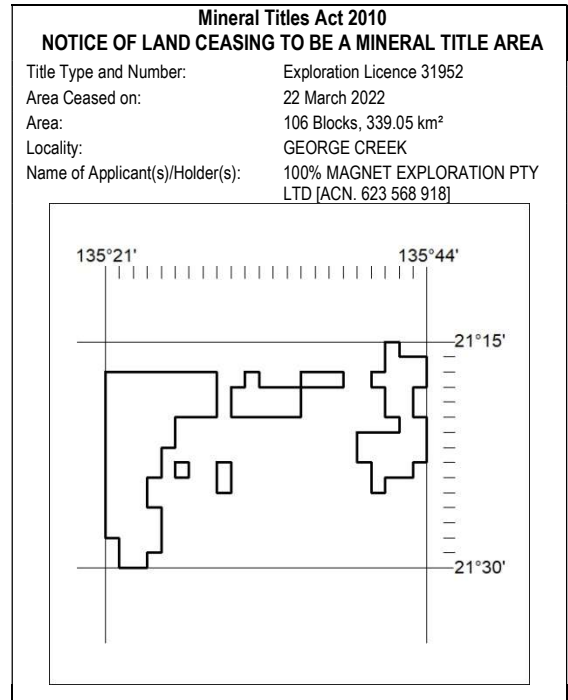 Mineral Titles Act 2010
NOTICE OF LAND CEASING TO BE A MINERAL TITLE AREA
Title Type and Number: Exploration Licence 31952
Area Ceased on: 22 March 2022
Area: 106 Blocks, 339.05 km²
Locality: GEORGE CREEK
Name of Applicant(s)/Holder(s): 100% MAGNET EXPLORATION PTY
LTD [ACN. 623 568 918]
135°21' 135°44'
21°15'
21°30'